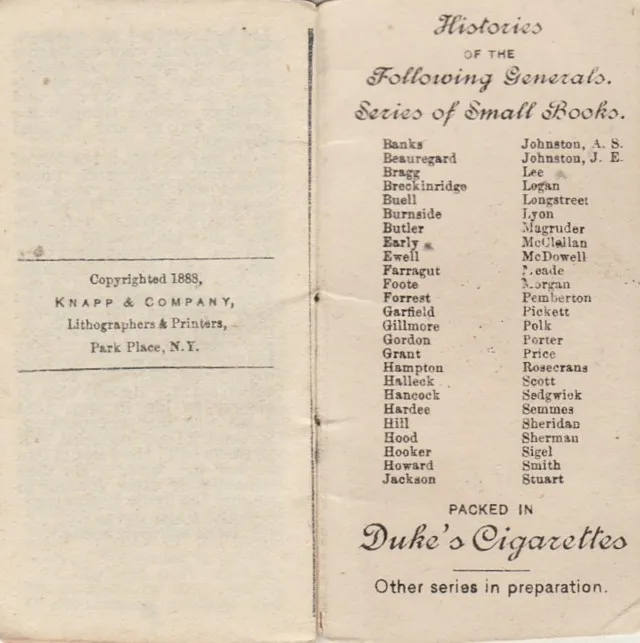 Copyrighted 1888,
KNAPP & COMPANY,
Lithographers & Printers,
Park Place, N.Y.
Histories
OF THE
Following Generals.
Series of Small Books.
Banks
Beauregard
Bragg
Breckinridge
Buell
Burnside
Butler
Early
Ewell
Farragut
Foote
Forrest
Garfield
Gillmore
Gordon
Grant
Hampton
Halleck
Hancock
Hardee
Hill
Hood
Hooker
Howard
Jackson
Johnston, A. S.
Johnston, J. E.
Lee
Logan
Longstreet
Lyon
Magruder
McClellan
McDowell
Meade
Morgan
Pemberton
Pickett
Polk
Porter
Price
Rosecrans
Scott
Sedgwick
Semmes
Sheridan
Sherman
Sigel
Smith
Stuart
PACKED IN
Duke's Cigarettes
Other series in preparation.